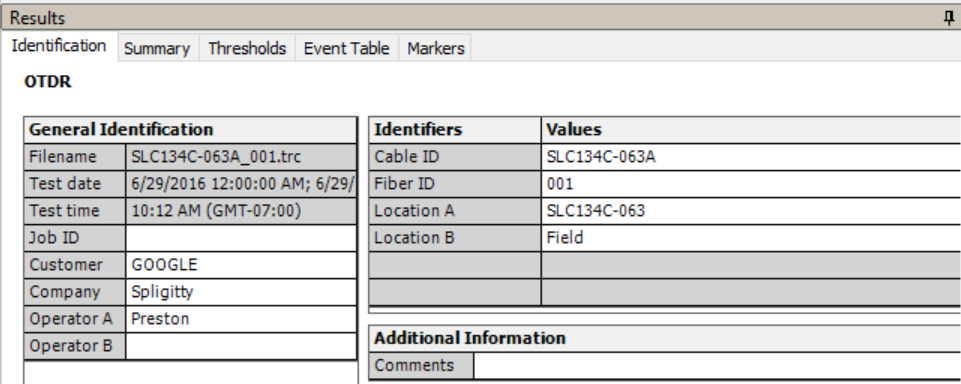 Results
Identification Summary Thresholds Event Table Markers
OTDR
General Identification
Filename SLC134C-063A_001.trc
Test date 6/29/2016 12:00:00 AM; 6/29/
Test time 10:12 AM (GMT-07:00)
Job ID
Customer GOOGLE
Company Spligitty
Operator A Preston
Operator B
Identifiers Values
Cable ID SLC134C-063A
Fiber ID 001
Location A SLC134C-063
Location B Field
Additional Information
Comments